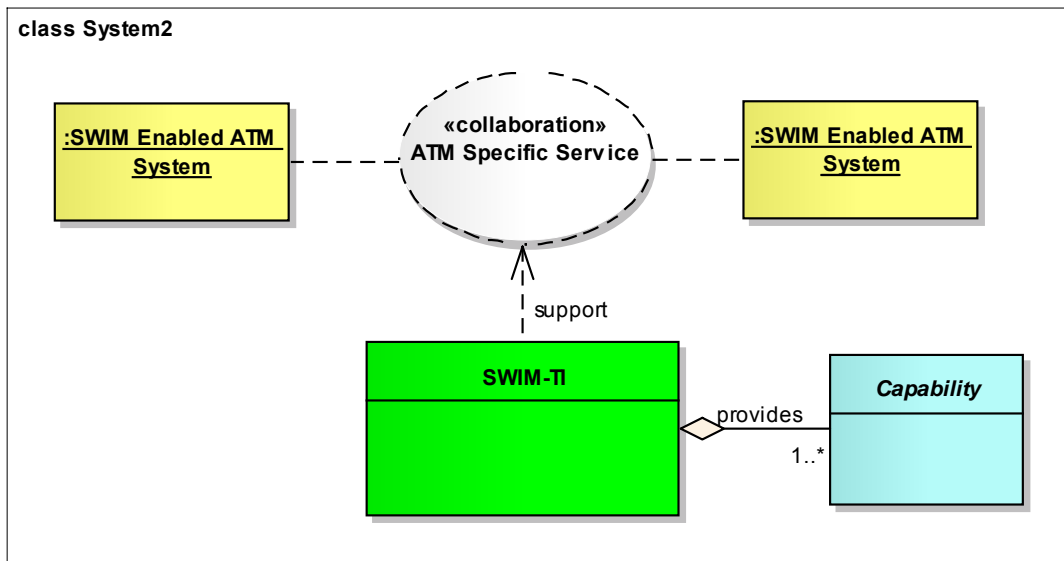 class System2
:SWIM Enabled ATM
System
«collaboration»
ATM Specific Service
:SWIM Enabled ATM
System
support
SWIM-TI
provides
1..*
Capability